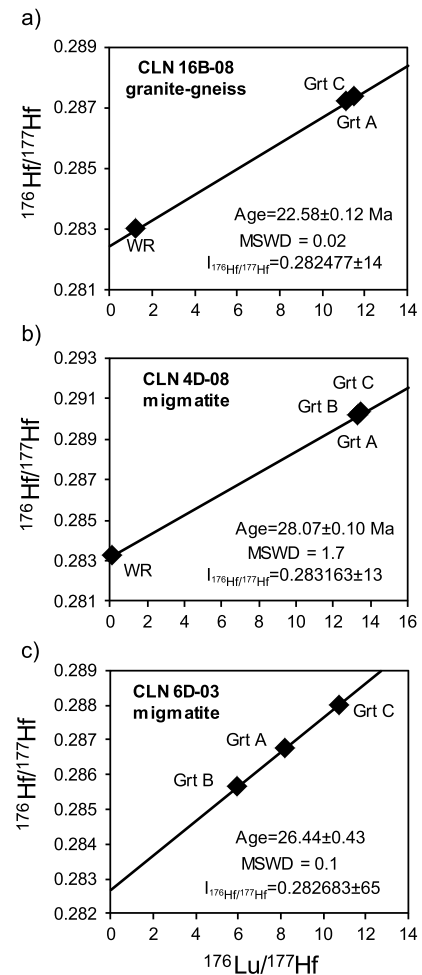 a)
0.289
0.287
0.285
0.283
0.281
176Hf/177Hf
CLN 16B-08
granite-gneiss
Grt C
Grt A
WR
Age=22.58±0.12 Ma
MSWD = 0.02
I176Hf/177Hf=0.282477±14
0 2 4 6 8 10 12 14
b)
0.293
0.291
0.289
0.287
0.285
0.283
0.281
176Hf/177Hf
CLN 4D-08
migmatite
Grt C
Grt B
Grt A
WR
Age=28.07±0.10 Ma
MSWD = 1.7
I176Hf/177Hf=0.283163±13
0 2 4 6 8 10 12 14 16
c)
0.289
0.288
0.287
0.286
0.285
0.284
0.283
0.282
176Hf/177Hf
CLN 6D-03
migmatite
Grt C
Grt A
Grt B
Age=26.44±0.43
MSWD = 0.1
I176Hf/177Hf=0.282683±65
0 2 4 6 8 10 12 14
176Lu/177Hf